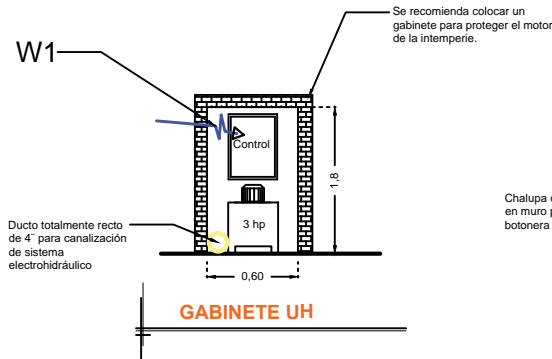 Se recomienda colocar un
gabinete para proteger el motor
de la intemperie.
W1
Control
1,8
3 hp
Chalupa
en muro
botonera
Ducto totalmente recto
de 4¨ para canalización
de sistema
electrohidráulico
0,60
GABINETE UH